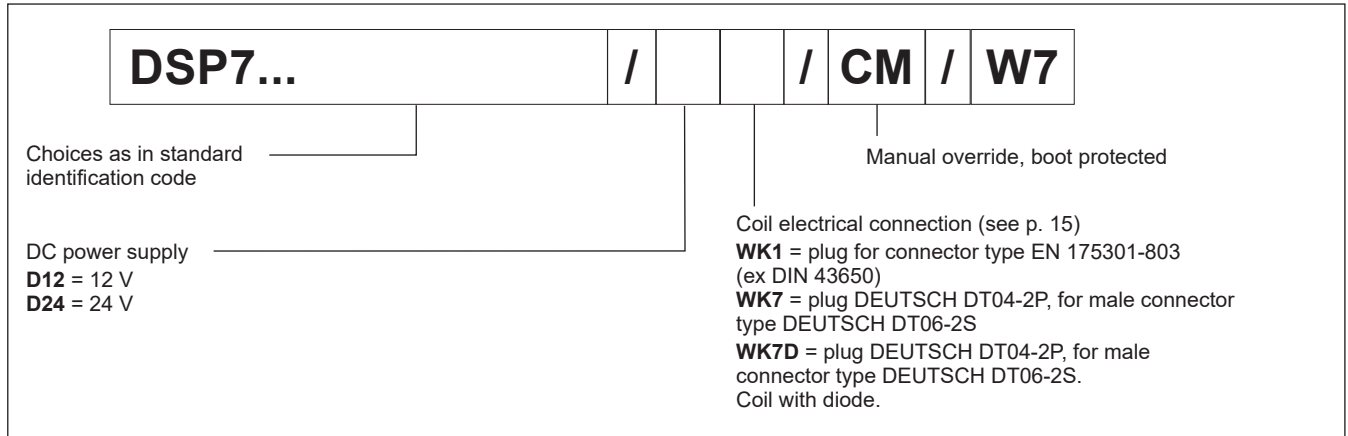 DSP7... / / CM / W7
Choices as in standard
identification code
Manual override, boot protected
DC power supply
D12 = 12 V
D24 = 24 V
Coil electrical connection (see p. 15)
WK1 = plug for connector type EN 175301-803
(ex DIN 43650)
WK7 = plug DEUTSCH DT04-2P, for male connector
type DEUTSCH DT06-2S
WK7D = plug DEUTSCH DT04-2P, for male
connector type DEUTSCH DT06-2S.
Coil with diode.